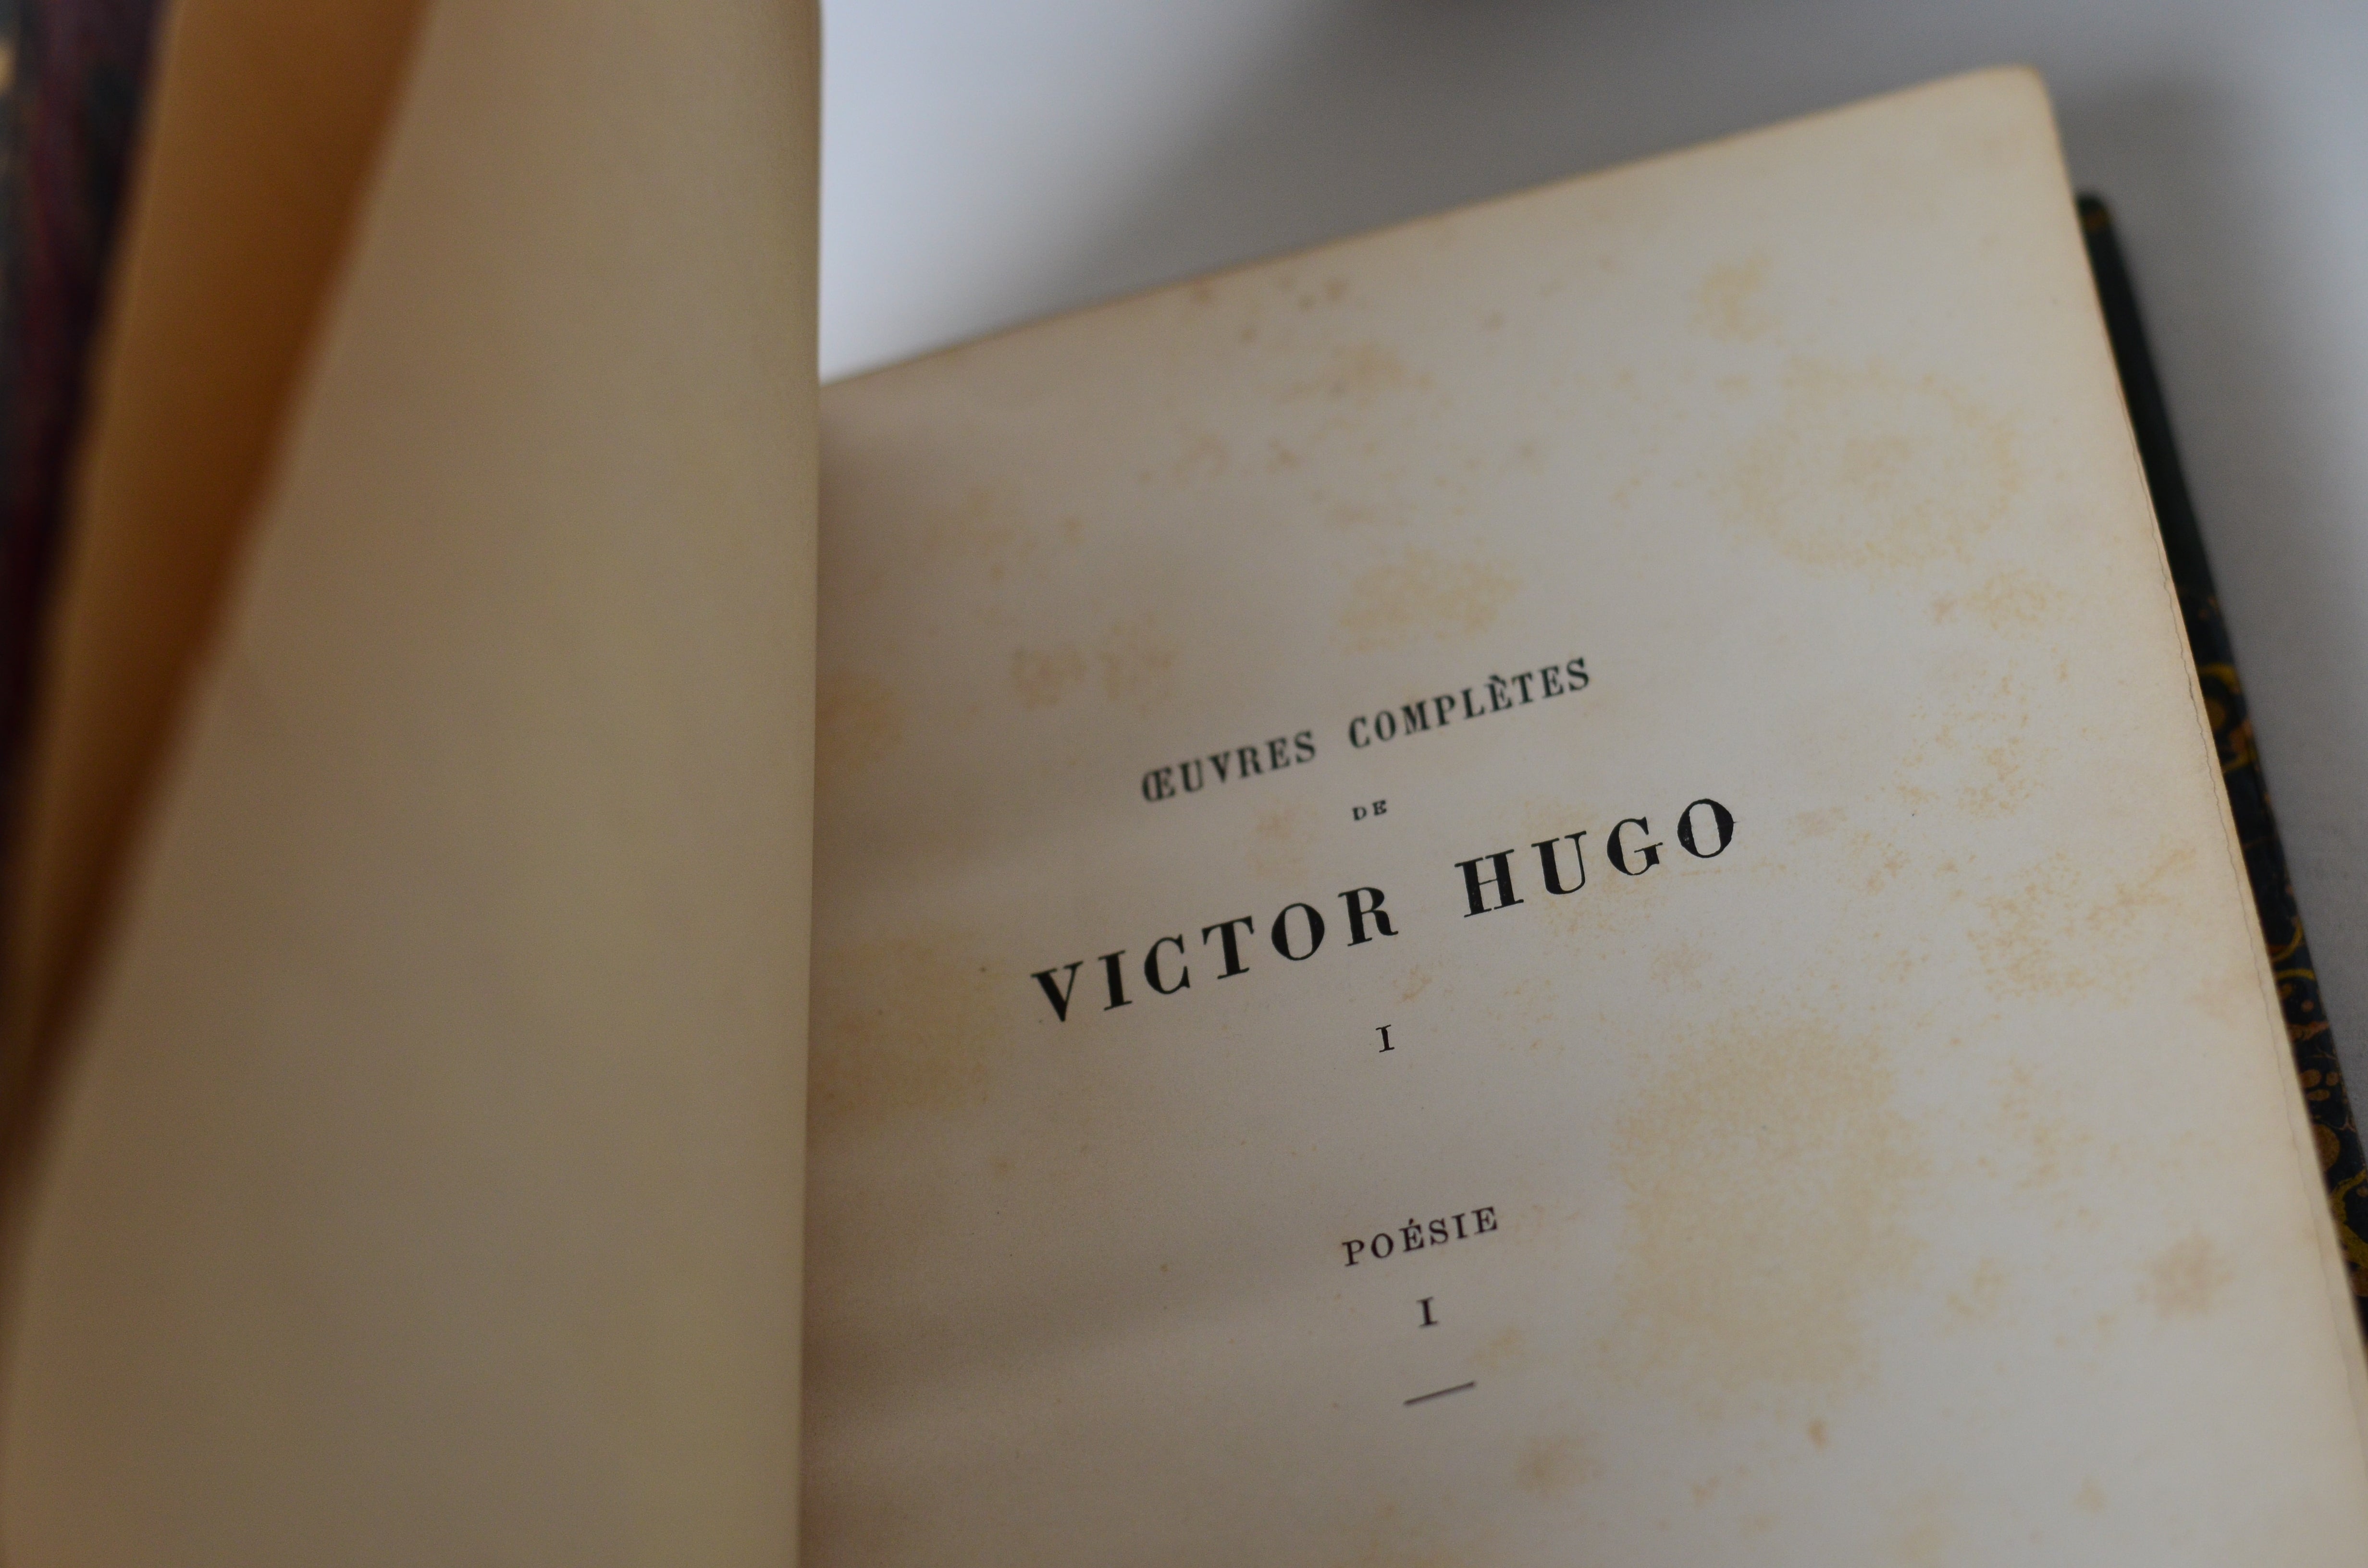 ŒUVRES COMPLÈTES
DE
VICTOR HUGO
I
POÉSIE
I